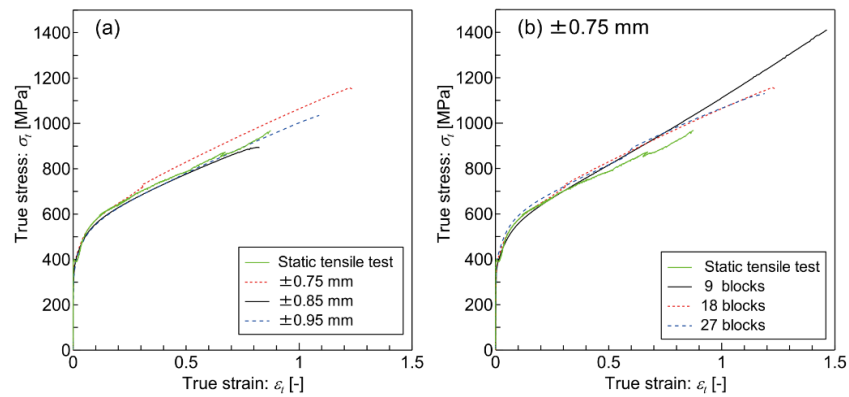 (a)
True stress: σt [MPa]
1400
1200
1000
800
600
400
200
0
Static tensile test
±0.75 mm
±0.85 mm
±0.95 mm
0 0.5 1 1.5
True strain: εt [-]
(b) ±0.75 mm
True stress: σt [MPa]
1400
1200
1000
800
600
400
200
0
Static tensile test
9 blocks
18 blocks
27 blocks
0 0.5 1 1.5
True strain: εt [-]